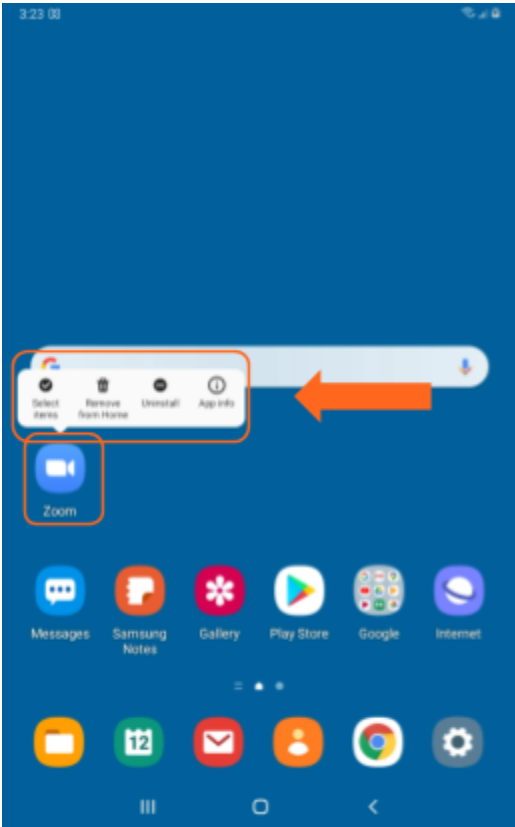 3:23
Select
items
Remove
from Home
Uninstall
App info
Zoom
Messages
Samsung
Notes
Gallery
Play Store
Google
Internet
12